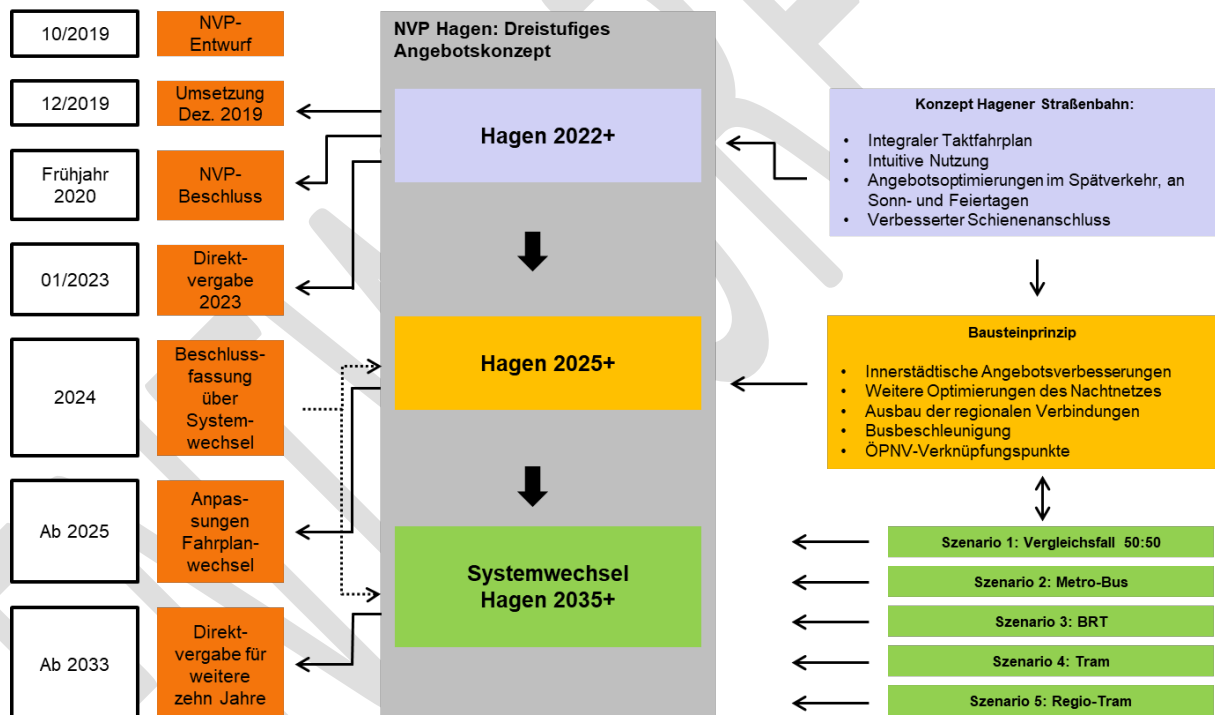 10/2019
NVP-
Entwurf
12/2019
Umsetzung
Dez. 2019
Frühjahr
2020
NVP-
Beschluss
01/2023
Direkt-
vergabe
2023
2024
Beschluss-
fassung
über
System-
wechsel
Ab 2025
Anpas-
sungen
Fahrplan-
wechsel
Ab 2033
Direkt-
vergabe für
weitere
zehn Jahre
NVP Hagen: Dreistufiges
Angebotskonzept
Hagen 2022+
Hagen 2025+
Systemwechsel
Hagen 2035+
Konzept Hagener Straßenbahn:
• Integraler Taktfahrplan
• Intuitive Nutzung
• Angebotsoptimierungen im Spätverkehr, an
Sonn- und Feiertagen
• Verbesserter Schienenanschluss
Bausteinprinzip
• Innerstädtische Angebotsverbesserungen
• Weitere Optimierungen des Nachtnetzes
• Ausbau der regionalen Verbindungen
• Busbeschleunigung
• ÖPNV-Verknüpfungspunkte
Szenario 1: Vergleichsfall 50:50
Szenario 2: Metro-Bus
Szenario 3: BRT
Szenario 4: Tram
Szenario 5: Regio-Tram